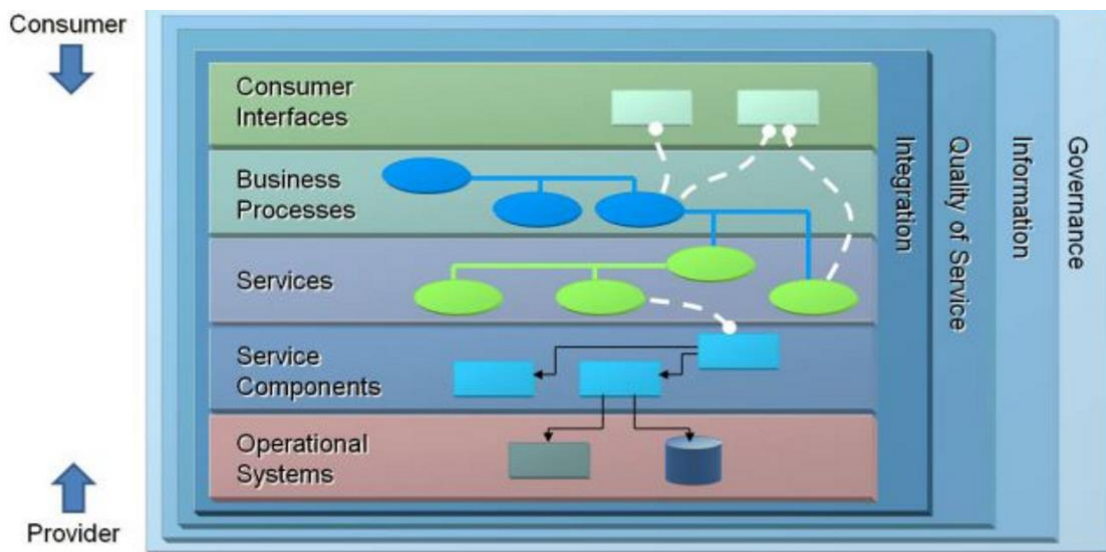 Consumer
Consumer
Interfaces
Business
Processes
Services
Service
Components
Operational
Systems
Provider
Integration
Quality of Service
Information
Governance